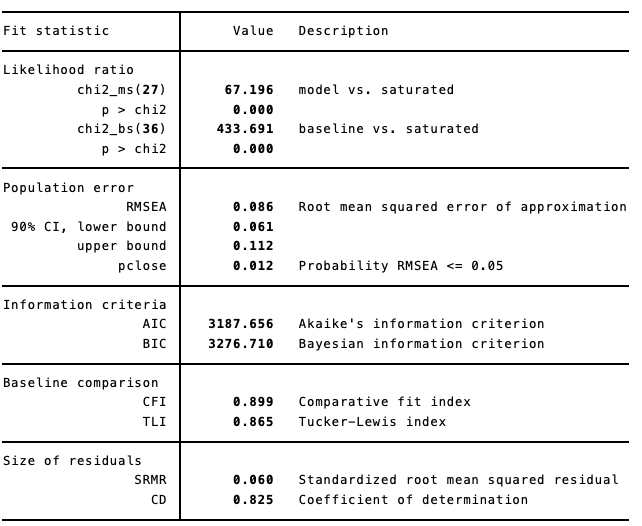 Fit statistic Value Description
Likelihood ratio
chi2_ms(27) 67.196 model vs. saturated
p > chi2 0.000
chi2_bs(36) 433.691 baseline vs. saturated
p > chi2 0.000
Population error
RMSEA 0.086 Root mean squared error of approximation
90% CI, lower bound 0.061
upper bound 0.112
pclose 0.012 Probability RMSEA <= 0.05
Information criteria
AIC 3187.656 Akaike's information criterion
BIC 3276.710 Bayesian information criterion
Baseline comparison
CFI 0.899 Comparative fit index
TLI 0.865 Tucker-Lewis index
Size of residuals
SRMR 0.060 Standardized root mean squared residual
CD 0.825 Coefficient of determination